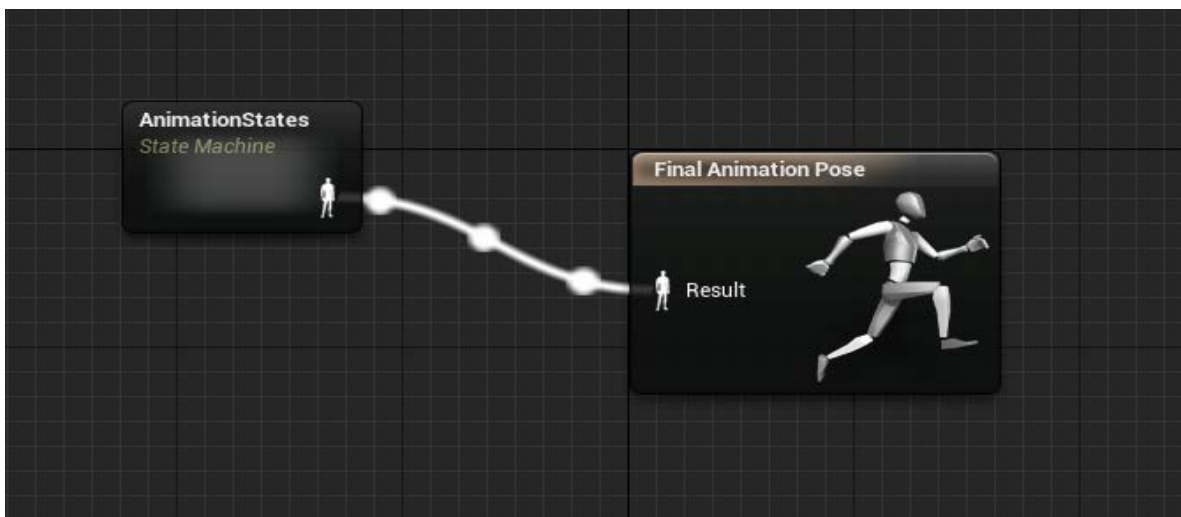 AnimationStates
State Machine
Final Animation Pose
Result